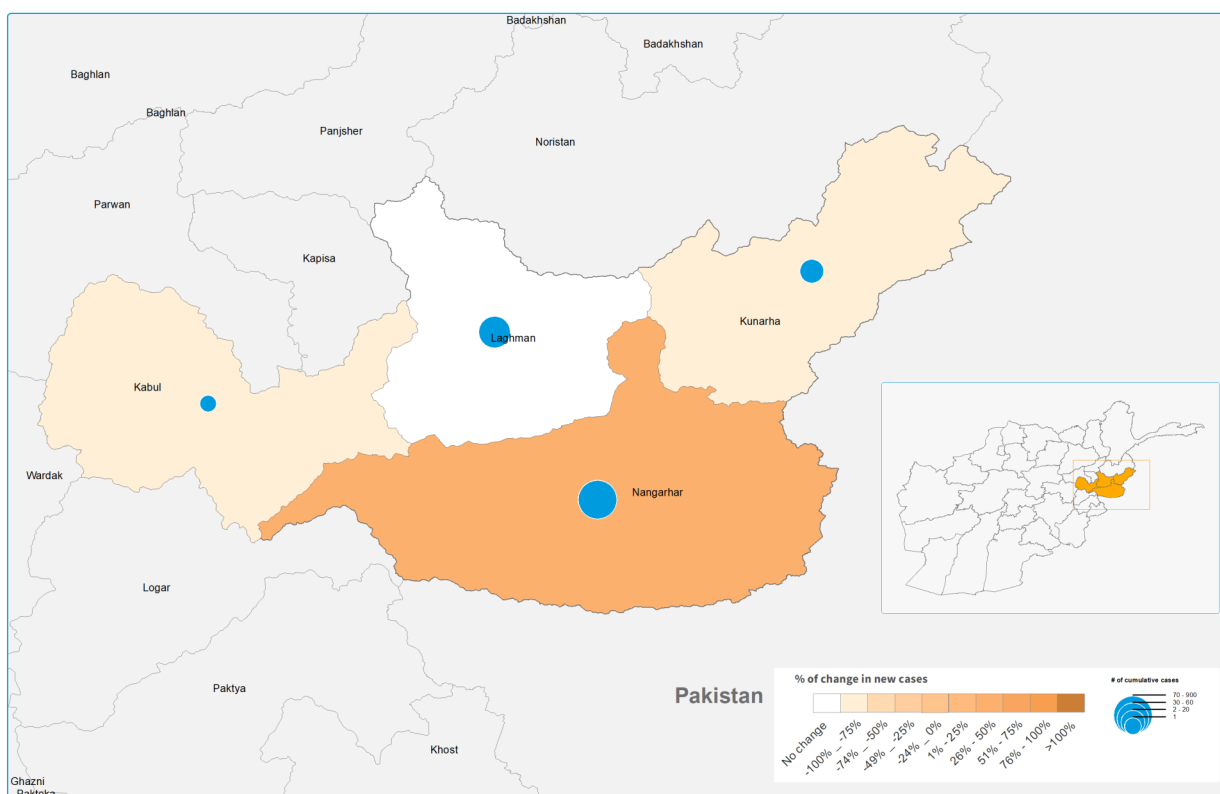 Badakhshan
Badakhshan
Baghlan
Baghlan
Panjsher
Noristan
Parwan
Kapisa
Kunarha
Laghman
Kabul
Wardak
Nangarhar
Logar
Paktya
Pakistan
Khost
Ghazni
Paktoka
% of change in new cases
No change
-100% - -75%
-74% - -50%
-49% - -25%
-24% - 0%
1% - 25%
26% - 50%
51% - 75%
76% - 100%
>100%
# of cumulative cases
70 - 900
30 - 60
2 - 20
1